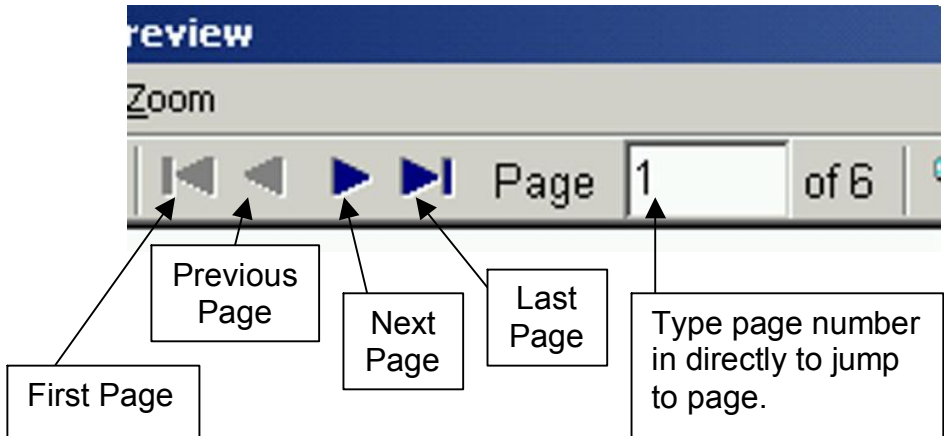 review
Zoom
Page 1 of 6
Previous
Page
Next
Page
Last
Page
Type page number
in directly to jump
to page.
First Page